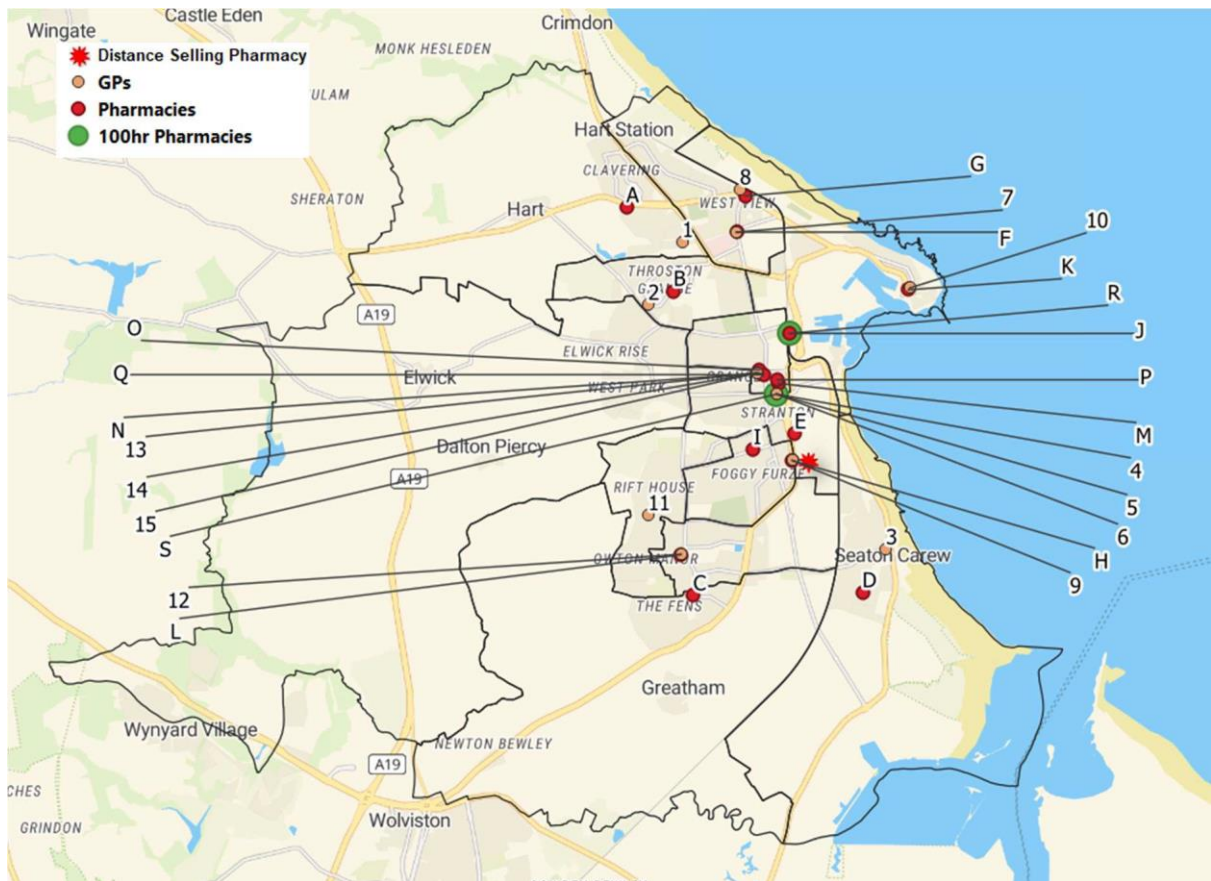 Castle Eden
Wingate
Crimdon
Distance Selling Pharmacy
GPs
Pharmacies
100hr Pharmacies
MONK HESLEDEN
ULAM
Hart Station
CLAVERING
G
8
SHERATON
A
WEST VIEW
7
Hart
10
1
F
THROSTON
GRANGE
B
K
2
R
A19
O
J
ELWICK RISE
Q
Elwick
WEST PARK
GRANGE
P
STRANTON
E
N
M
13
Dalton Piercy
I
4
A19
FOGGY FURZE
14
RIFT HOUSE
5
15
11
6
S
3
H
OWTON MANOR
Seaton Carew
9
12
C
D
THE FENS
L
Greatham
Wynyard Village
NEWTON BEWLEY
A19
CHES
Wolviston
GRINDON